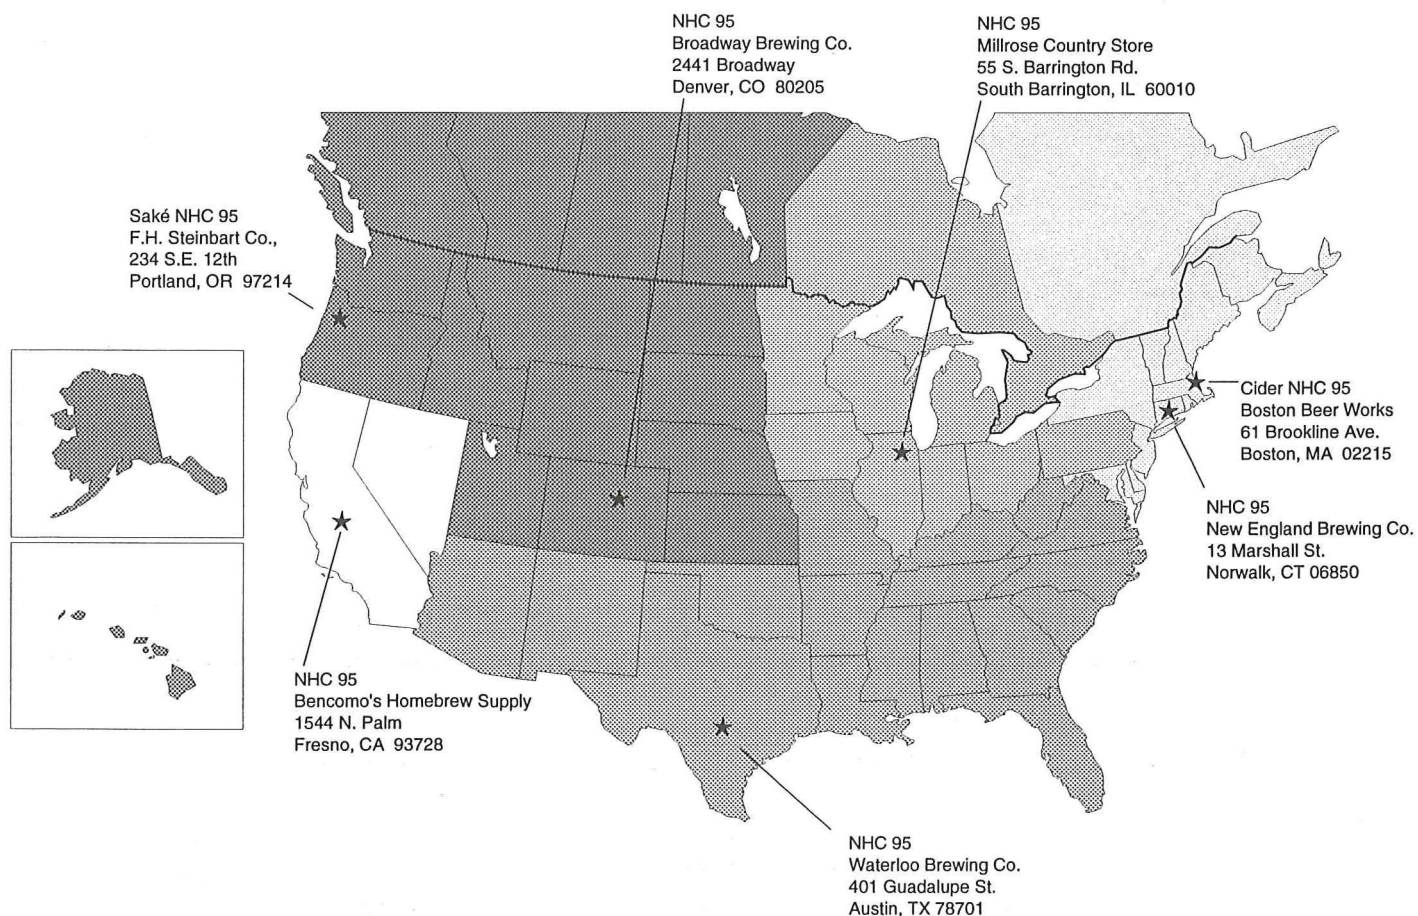 NHC 95
Broadway Brewing Co.
2441 Broadway
Denver, CO 80205
NHC 95
Millrose Country Store
55 S. Barrington Rd.
South Barrington, IL 60010
Saké NHC 95
F.H. Steinbart Co.,
234 S.E. 12th
Portland, OR 97214
Cider NHC 95
Boston Beer Works
61 Brookline Ave.
Boston, MA 02215
NHC 95
New England Brewing Co.
13 Marshall St.
Norwalk, CT 06850
NHC 95
Bencomo's Homebrew Supply
1544 N. Palm
Fresno, CA 93728
NHC 95
Waterloo Brewing Co.
401 Guadalupe St.
Austin, TX 78701